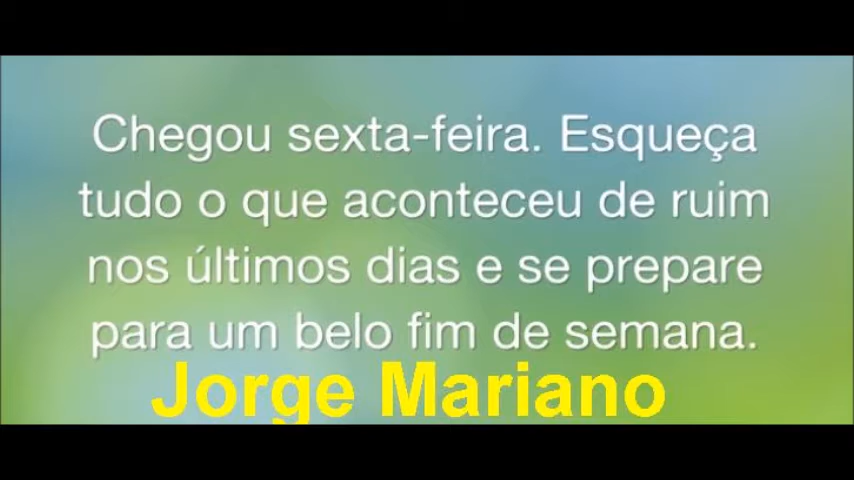 Chegou sexta-feira. Esqueça
tudo o que aconteceu de ruim
nos últimos dias e se prepare
para um belo fim de semana.
Jorge Mariano